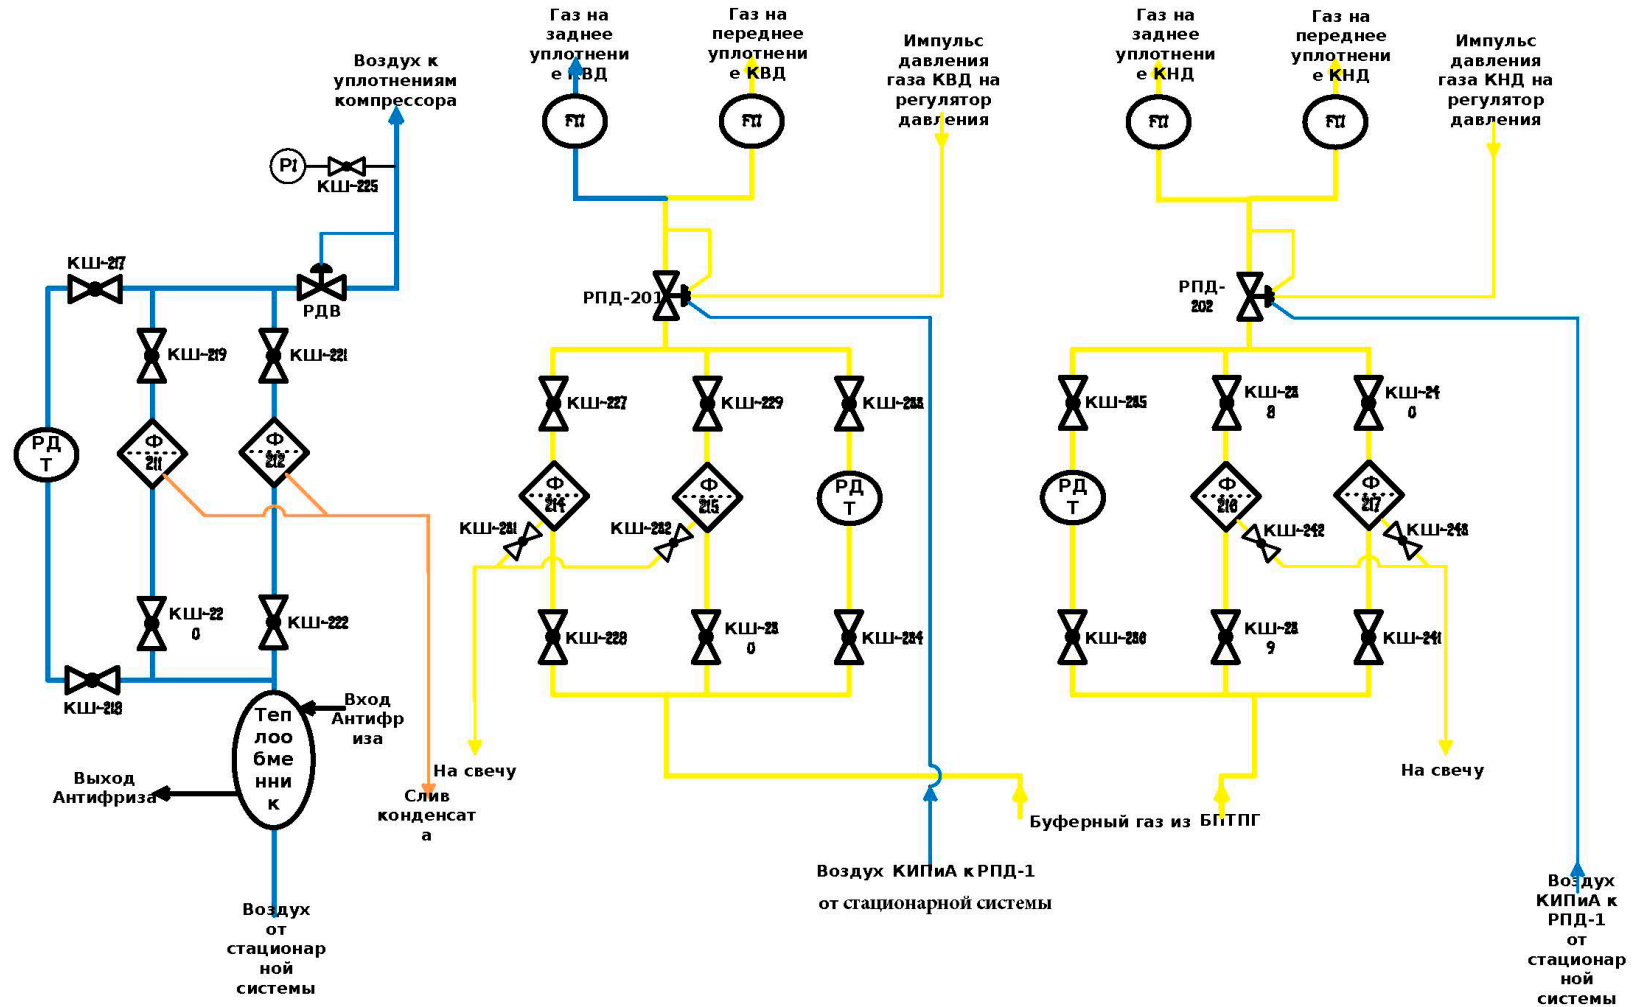 Газ на
заднее
уплотнени
е КВД
Газ на
переднее
уплотнени
е КВД
Импульс
давления
газа КВД на
регулятор
давления
Газ на
заднее
уплотнени
е КНД
Газ на
переднее
уплотнени
е КНД
Импульс
давления
газа КНД на
регулятор
давления
Воздух к
уплотнениям
компрессора
PI
КШ-225
КШ-217
РДВ
РПД-201
РПД-
202
КШ-219
КШ-221
КШ-227
КШ-229
КШ-233
КШ-235
КШ-23
8
КШ-24
0
РД
Т
Ф
211
Ф
212
Ф
214
Ф
215
РД
Т
РД
Т
Ф
216
Ф
217
КШ-231
КШ-232
КШ-242
КШ-243
КШ-22
0
КШ-222
КШ-228
КШ-23
0
КШ-234
КШ-236
КШ-23
9
КШ-241
КШ-218
Теп
лоо
бме
нни
к
Вход
Антифр
иза
Выход
Антифриза
Слив
конденсат
а
На свечу
На свечу
Буферный газ из БПТПГ
Воздух КИПиА к РПД-1
от стационарной системы
Воздух
от
стационар
ной
системы
Воздух
КИПиА к
РПД-1
от
стационар
ной
системы